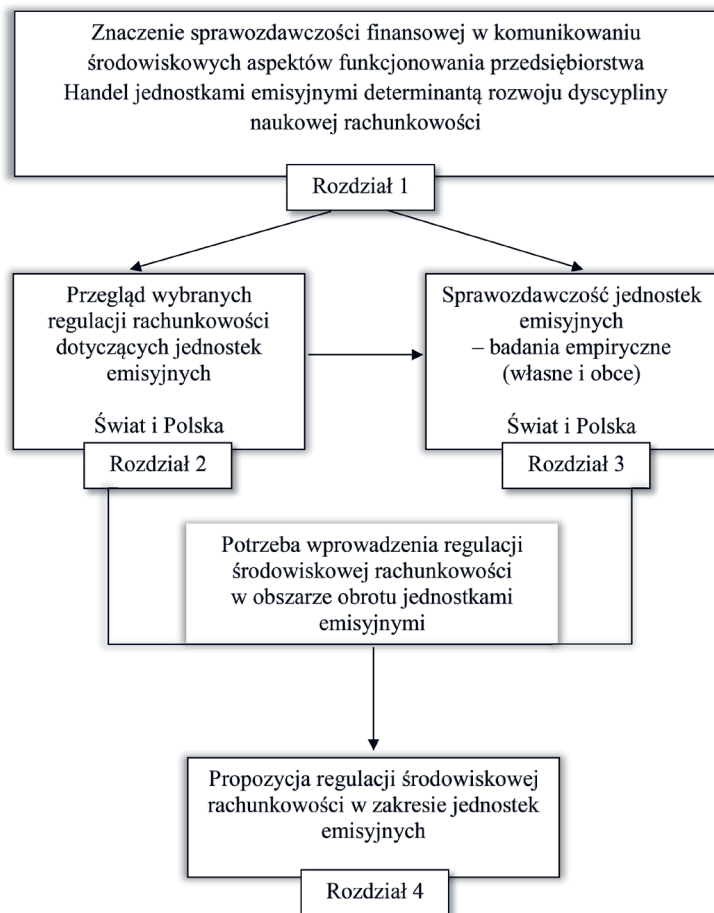 Znaczenie sprawozdawczości finansowej w komunikowaniu
środowiskowych aspektów funkcjonowania przedsiębiorstwa
Handel jednostkami emisyjnymi determinantą rozwoju dyscypliny
naukowej rachunkowości
Rozdział 1
Przegląd wybranych
regulacji rachunkowości
dotyczących jednostek
emisyjnych
Świat i Polska
Rozdział 2
Sprawozdawczość jednostek
emisyjnych
– badania empiryczne
(własne i obce)
Świat i Polska
Rozdział 3
Potrzeba wprowadzenia regulacji
środowiskowej rachunkowości
w obszarze obrotu jednostkami
emisyjnymi
Propozycja regulacji środowiskowej
rachunkowości w zakresie jednostek
emisyjnych
Rozdział 4